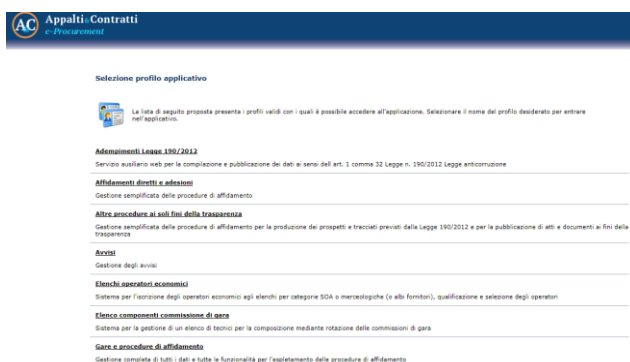 A&C Appalti&Contratti
e-Procurement
Selezione profilo applicativo
La lista di seguito proposta presenta i profili validi con i quali è possibile accedere all'applicazione. Selezionare il nome del profilo desiderato per entrare
nell'applicativo.
Adempimenti Legge 190/2012
Servizio ausiliario web per la compilazione e pubblicazione dei dati ai sensi dell art. 1 comma 32 Legge n. 190/2012 Legge anticorruzione
Affidamenti diretti e adesioni
Gestione semplificata delle procedure di affidamento
Altre procedure ai soli fini della trasparenza
Gestione semplificata delle procedure di affidamento per la produzione dei prospetti e tracciati previsti dalla Legge 190/2012 e per la pubblicazione di atti e documenti ai fini della
trasparenza
Avvisi
Gestione degli avvisi
Elenchi operatori economici
Sistema per l'iscrizione degli operatori economici agli elenchi per categorie SOA o merceologiche (o albi fornitori), qualificazione e selezione degli operatori
Elenco componenti commissione di gara
Sistema per la gestione di un elenco di tecnici per la composizione mediante rotazione delle commissioni di gara
Gare e procedure di affidamento
Gestione completa di tutti i dati e tutte le funzionalità per l'espletamento delle procedure di affidamento